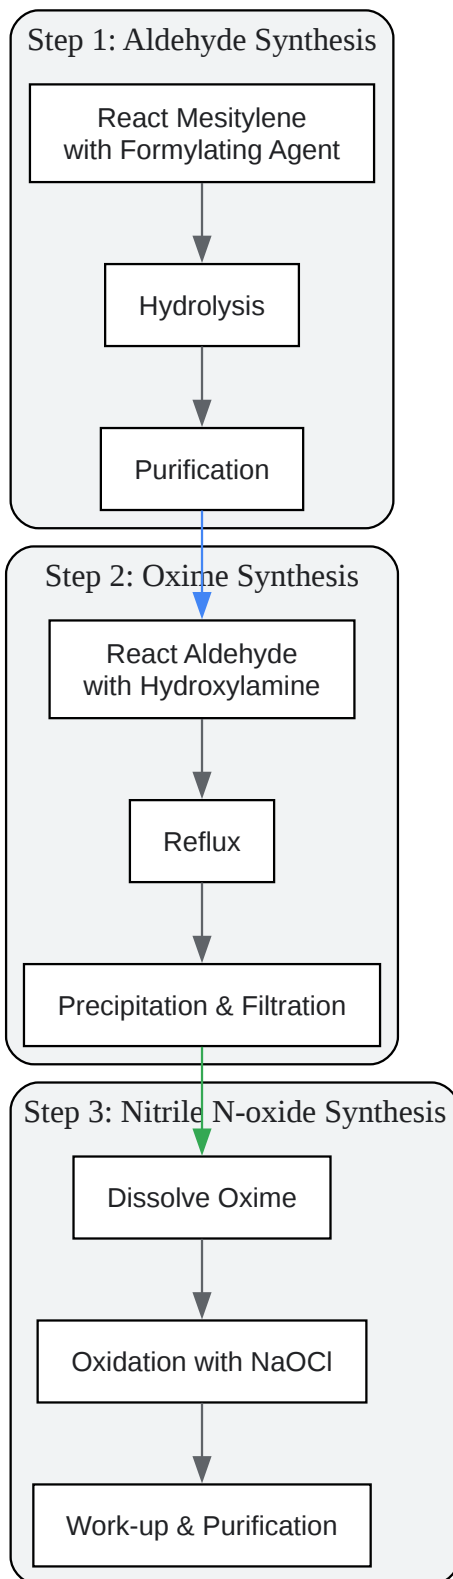 Step 1: Aldehyde Synthesis
React Mesitylene
with Formylating Agent
Hydrolysis
Purification
Step 2: Oxime Synthesis
React Aldehyde
with Hydroxylamine
Reflux
Precipitation & Filtration
Step 3: Nitrile N-oxide Synthesis
Dissolve Oxime
Oxidation with NaOCl
Work-up & Purification